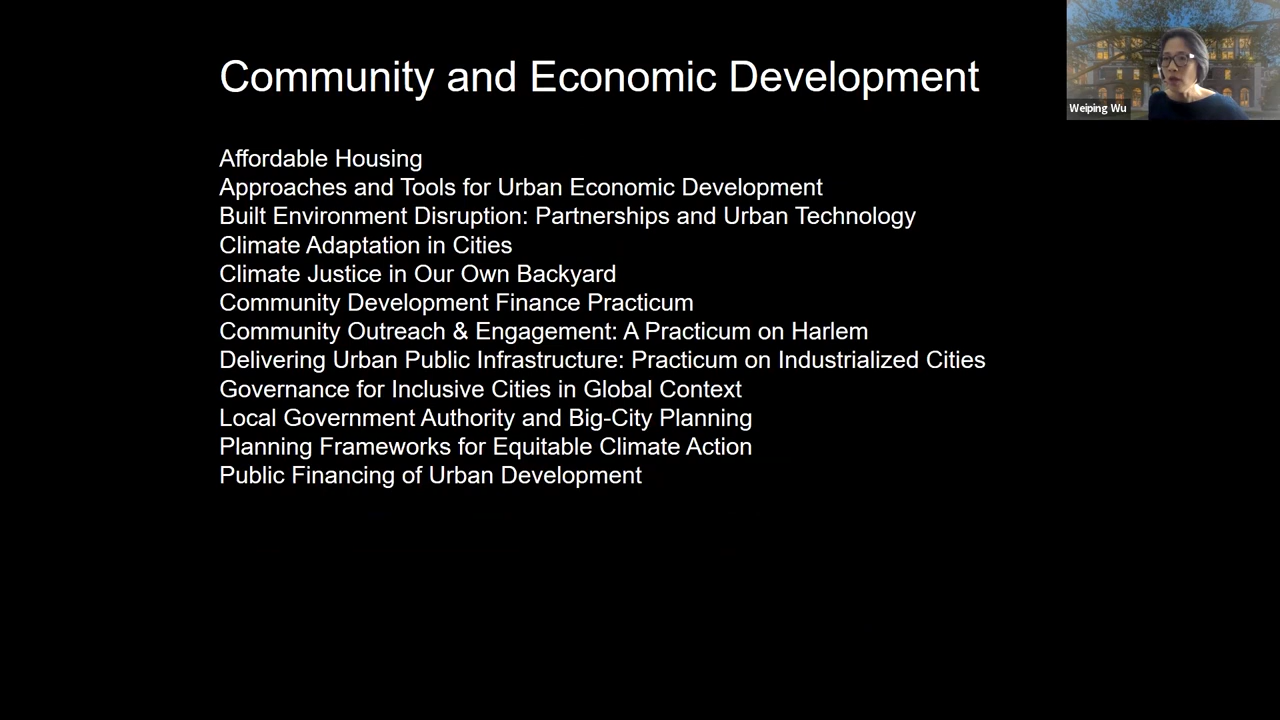 Community and Economic Development
Weiping Wu
Affordable Housing
Approaches and Tools for Urban Economic Development
Built Environment Disruption: Partnerships and Urban Technology
Climate Adaptation in Cities
Climate Justice in Our Own Backyard
Community Development Finance Practicum
Community Outreach & Engagement: A Practicum on Harlem
Delivering Urban Public Infrastructure: Practicum on Industrialized Cities
Governance for Inclusive Cities in Global Context
Local Government Authority and Big-City Planning
Planning Frameworks for Equitable Climate Action
Public Financing of Urban Development